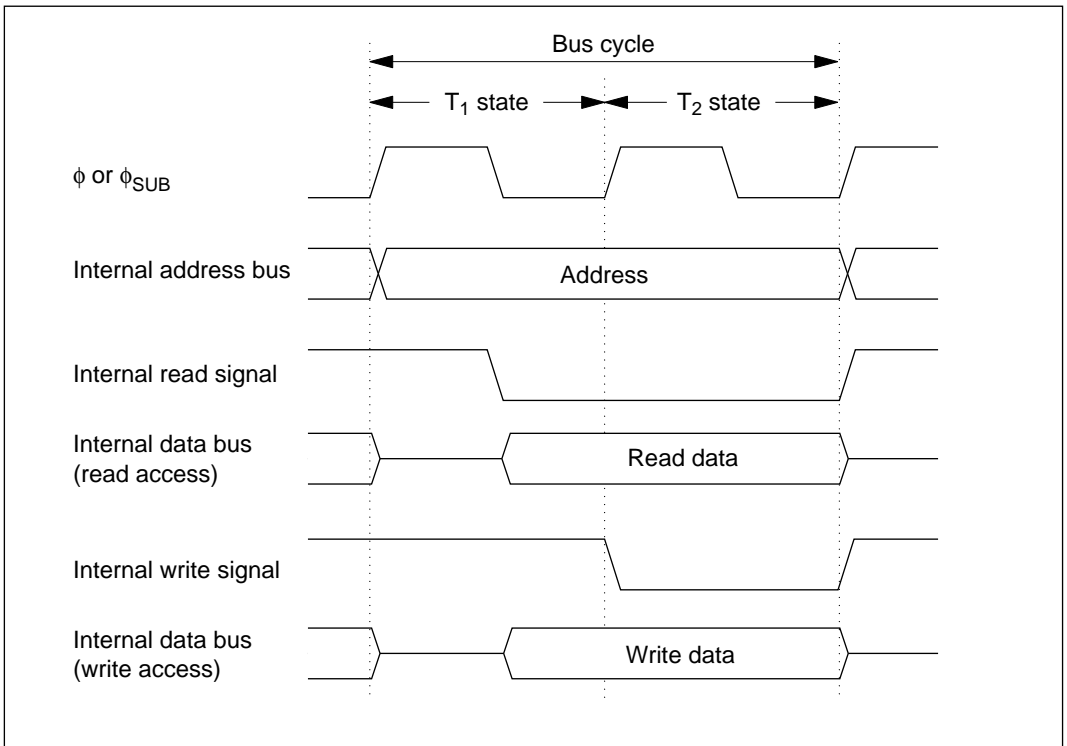 Bus cycle
T₁ state
T₂ state
φ or φSUB
Internal address bus
Address
Internal read signal
Internal data bus
(read access)
Read data
Internal write signal
Internal data bus
(write access)
Write data